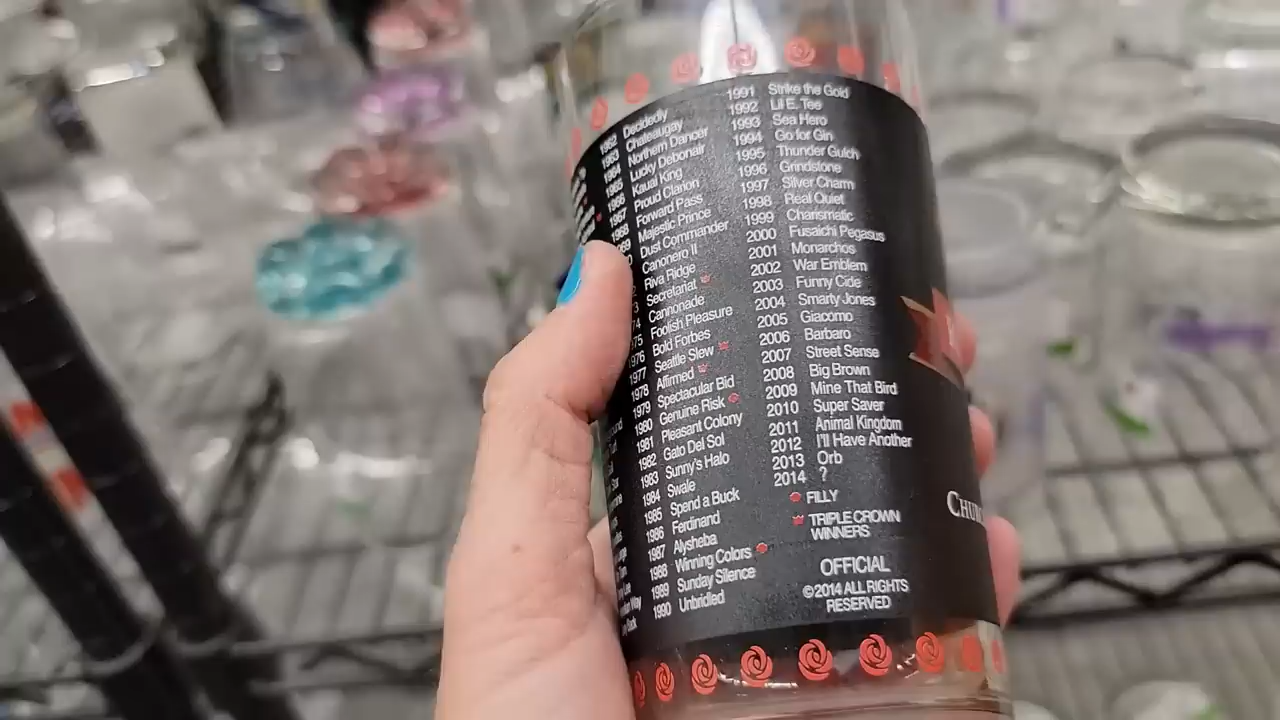 1962 Decidedly
1963 Chateaugay
1964 Northern Dancer
1965 Lucky Debonair
1966 Kauai King
1967 Proud Clarion
1968 Forward Pass
69 Majestic Prince
0 Dust Commander
Canonero II
Riva Ridge
3 Secretariat
74 Cannonade
75 Foolish Pleasure
1976 Bold Forbes
1977 Seattle Slew
1978 Affirmed
1979 Spectacular Bid
1980 Genuine Risk
1981 Pleasant Colony
1982 Gato Del Sol
1983 Sunny's Halo
1984 Swale
1985 Spend a Buck
1986 Ferdinand
1987 Alysheba
1988 Winning Colors
1989 Sunday Silence
1990 Unbridled
1991 Strike the Gold
1992 Lil E. Tee
1993 Sea Hero
1994 Go for Gin
1995 Thunder Gulch
1996 Grindstone
1997 Silver Charm
1998 Real Quiet
1999 Charismatic
2000 Fusaichi Pegasus
2001 Monarchos
2002 War Emblem
2003 Funny Cide
2004 Smarty Jones
2005 Giacomo
2006 Barbaro
2007 Street Sense
2008 Big Brown
2009 Mine That Bird
2010 Super Saver
2011 Animal Kingdom
2012 I'll Have Another
2013 Orb
2014 ?
FILLY
TRIPLE CROWN
WINNERS
OFFICIAL
©2014 ALL RIGHTS
RESERVED